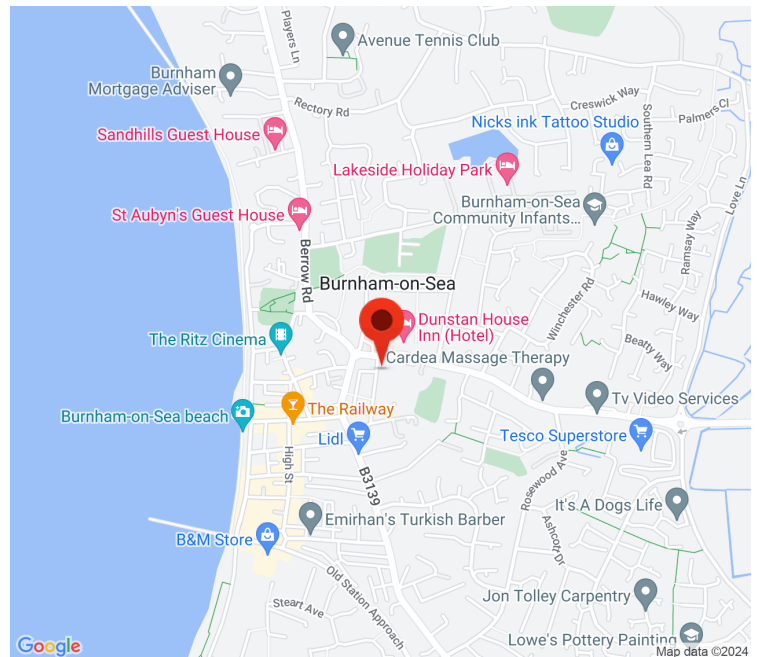 Players Ln
Avenue Tennis Club
Burnham
Mortgage Adviser
Rectory Rd
Creswick Way
Palmers Cl
Nicks ink Tattoo Studio
Southern Lea Rd
Sandhills Guest House
Lakeside Holiday Park
Love Ln
St Aubyn's Guest House
Burnham-on-Sea
Community Infants...
Ramsay Way
Berrow Rd
Burnham-on-Sea
Winchester Rd
Hawley Way
Dunstan House
Inn (Hotel)
The Ritz Cinema
Beatty Way
Cardea Massage Therapy
Tv Video Services
The Railway
Burnham-on-Sea beach
Lidl
Tesco Superstore
High St
B3139
Rosewood Ave
It's A Dogs Life
Emirhan's Turkish Barber
Ashcott Dr
B&M Store
Old Station Approach
Steart Ave
Jon Tolley Carpentry
Lowe's Pottery Painting
Google
Map data ©2024